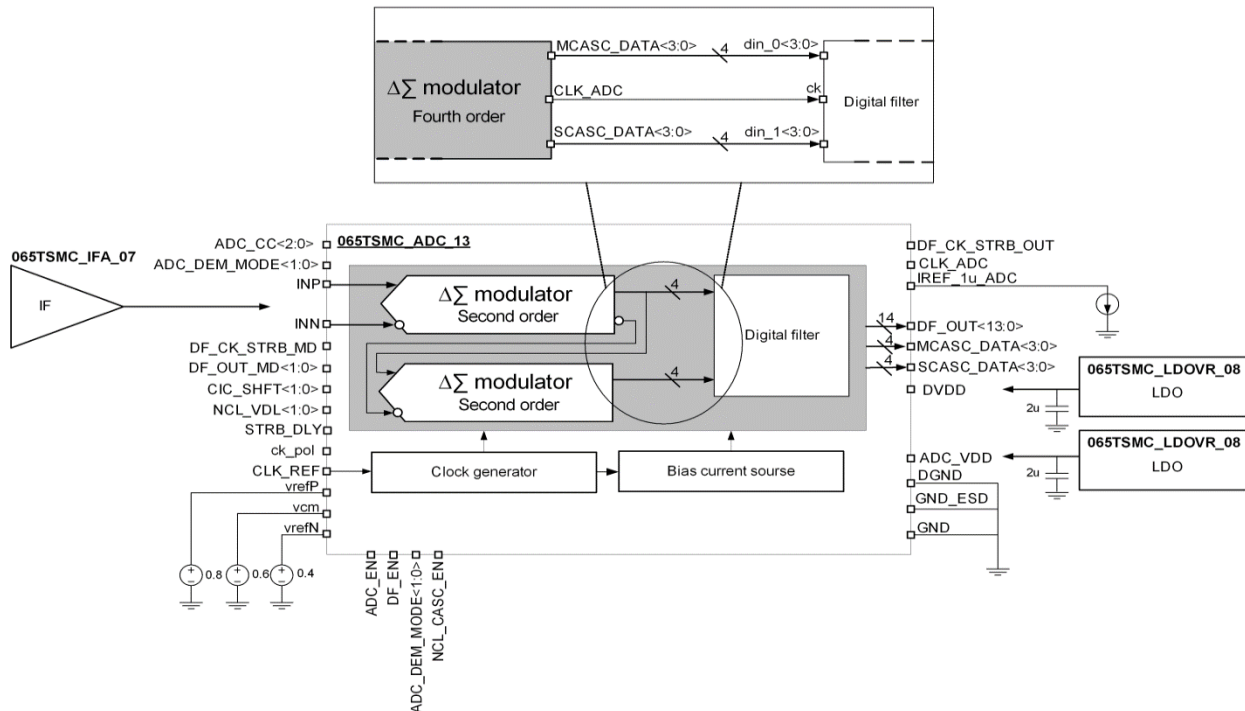 MCASC_DATA<3:0>
4
din_0<3:0>
ΔΣ modulator
Fourth order
CLK_ADC
ck
Digital filter
SCASC_DATA<3:0>
4
din_1<3:0>
065TSMC_IFA_07
IF
ADC_CC<2:0>
ADC_DEM_MODE<1:0>
INP
INN
DF_CK_STRB_MD
DF_OUT_MD<1:0>
CIC_SHFT<1:0>
NCL_VDL<1:0>
STRB_DLY
ck_pol
CLK_REF
vrefP
vcm
vrefN
0.8
0.6
0.4
065TSMC_ADC_13
ΔΣ modulator
Second order
4
ΔΣ modulator
Second order
4
Digital filter
Clock generator
Bias current sourse
ADC_EN
DF_EN
ADC_DEM_MODE<1:0>
NCL_CASC_EN
DF_CK_STRB_OUT
CLK_ADC
IREF_1u_ADC
14
DF_OUT<13:0>
4
MCASC_DATA<3:0>
4
SCASC_DATA<3:0>
DVDD
2u
065TSMC_LDOVR_08
LDO
ADC_VDD
2u
065TSMC_LDOVR_08
LDO
DGND
GND_ESD
GND